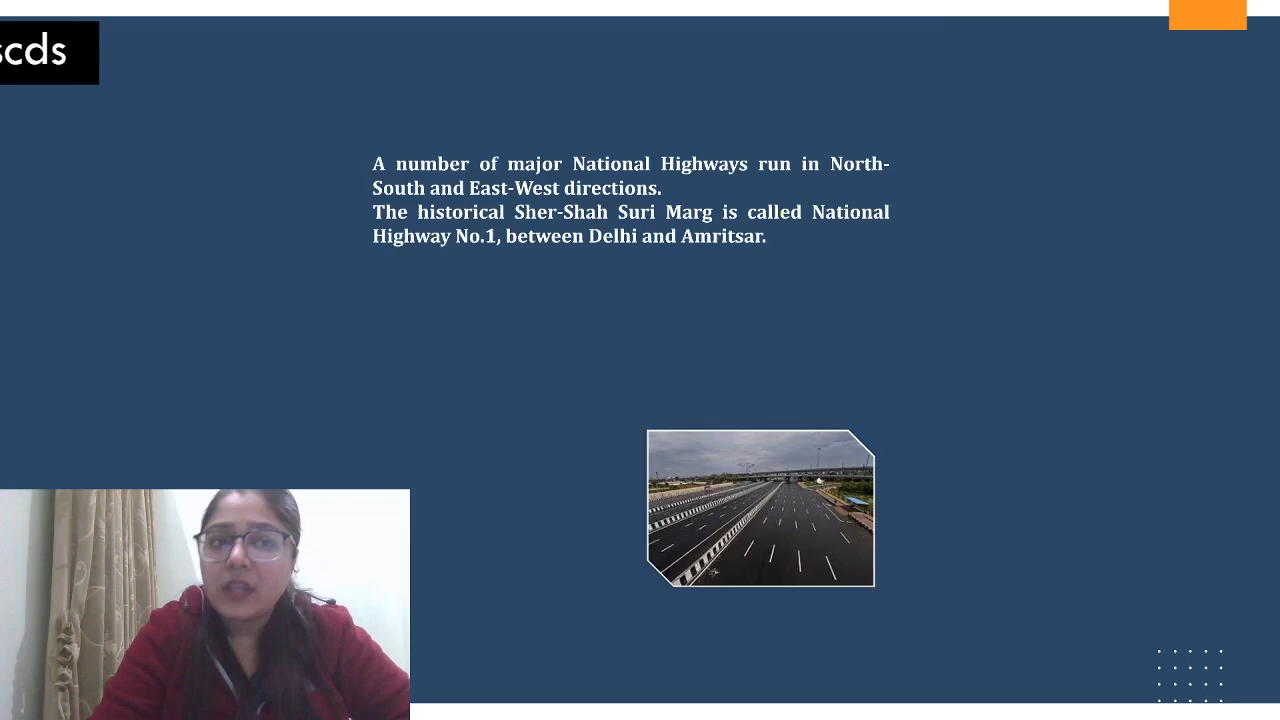 scds
A number of major National Highways run in North-
South and East-West directions.
The historical Sher-Shah Suri Marg is called National
Highway No.1, between Delhi and Amritsar.